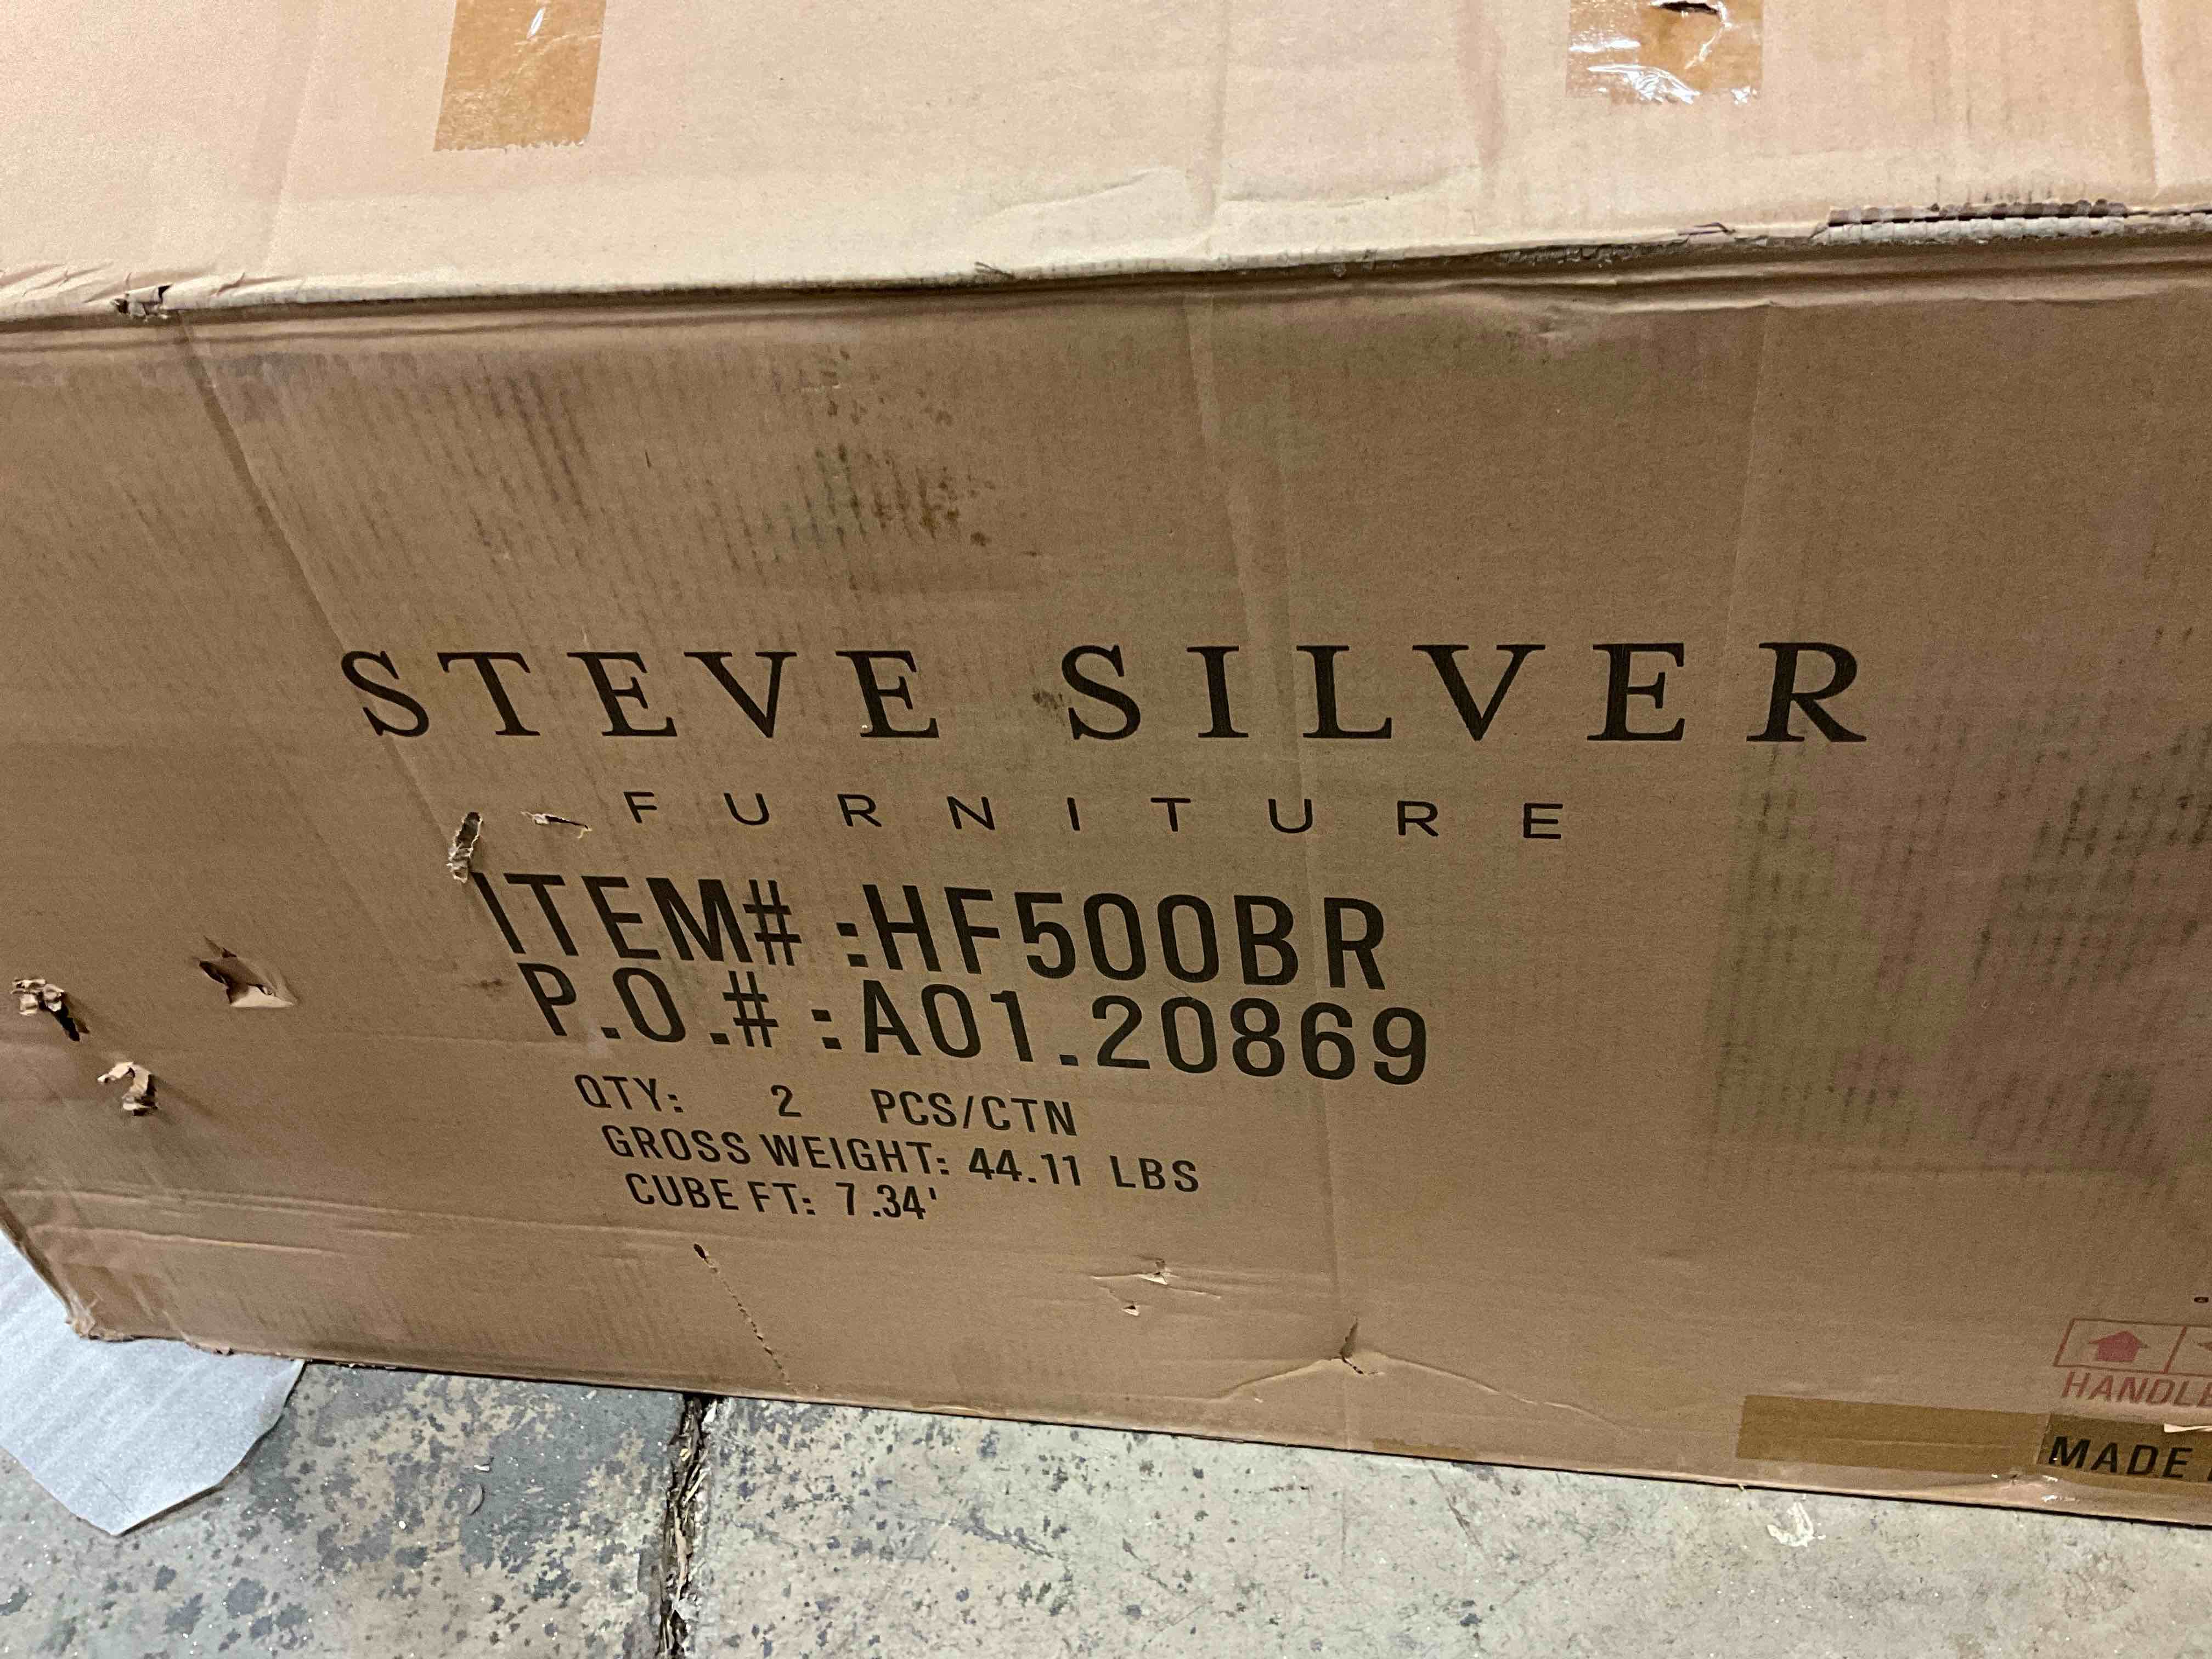 STEVE SILVER
FURNITURE
ITEM# :HF500BR
P.O.# :A01.20869
QTY: 2 PCS/CTN
GROSS WEIGHT: 44.11 LBS
CUBE FT: 7.34'
MADE